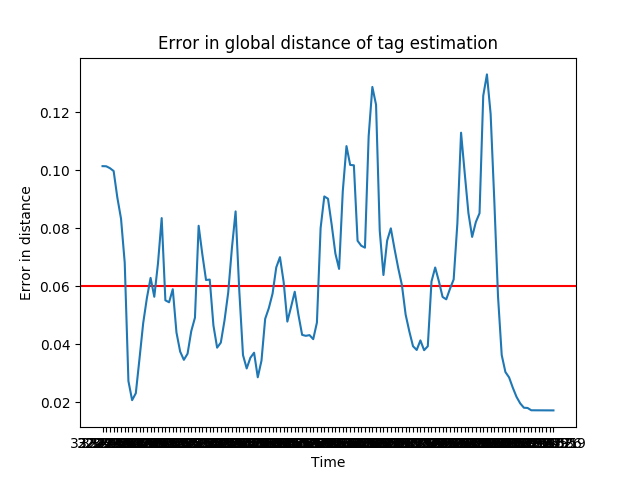 Error in global distance of tag estimation
0.12
0.10
0.08
0.06
0.04
0.02
Error in distance
Time